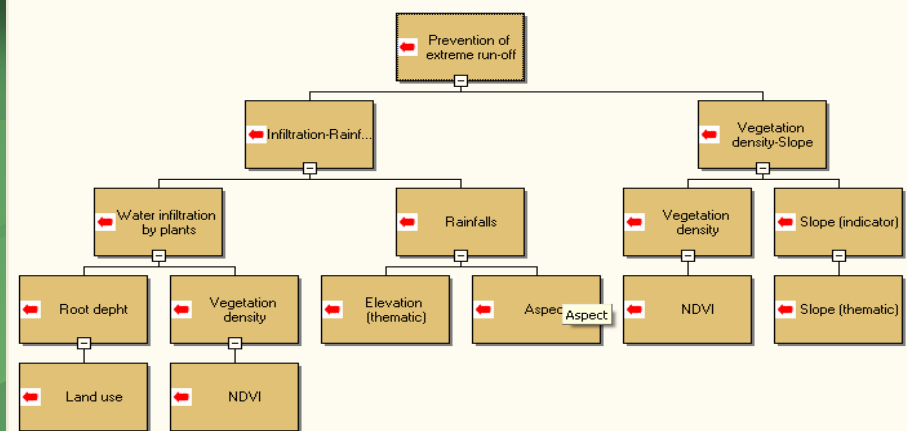 Prevention of
extreme run-off
Infiltration-Rainf...
Vegetation
density-Slope
Water infiltration
by plants
Rainfalls
Vegetation
density
Slope (indicator)
Root depht
Vegetation
density
Elevation
(thematic)
Aspec
Aspect
NDVI
Slope (thematic)
Land use
NDVI